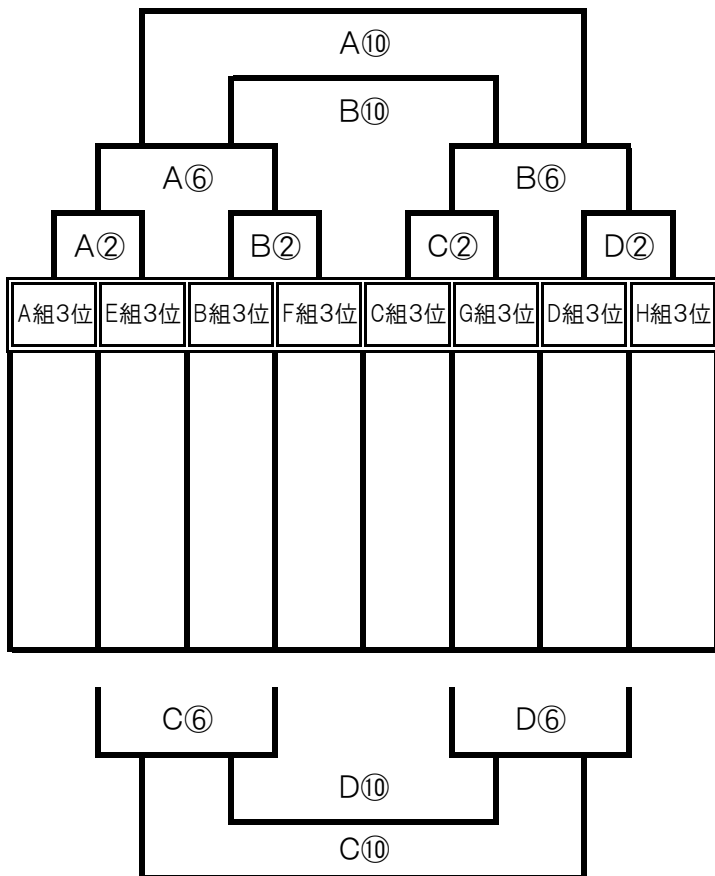 A⑩
B⑩
A⑥ B⑥
A② B② C② D②
A組3位 E組3位 B組3位 F組3位 C組3位 G組3位 D組3位 H組3位
C⑥ D⑥
D⑩
C⑩